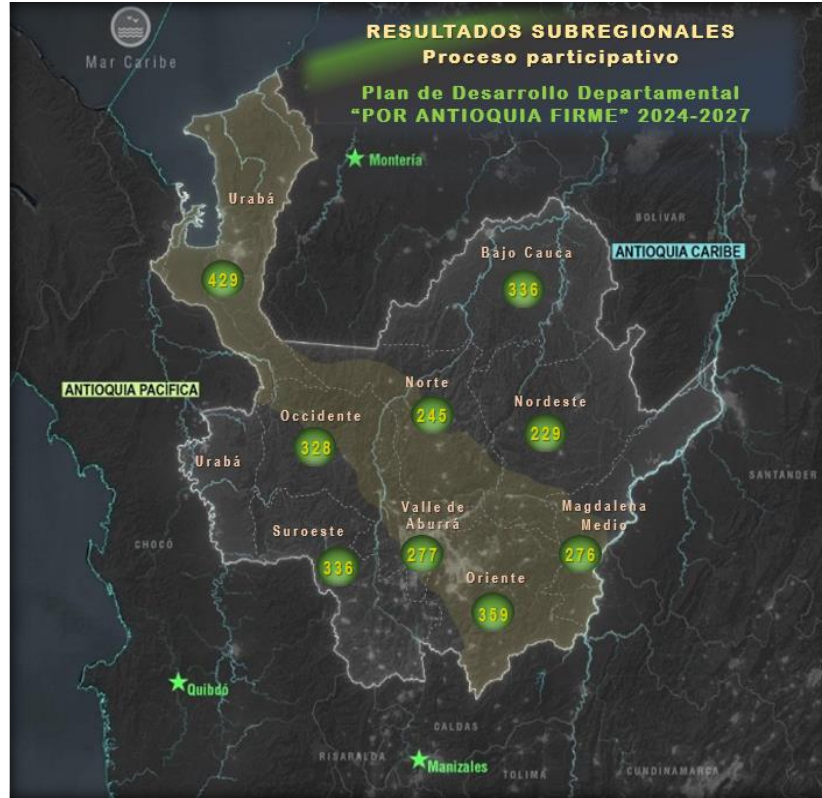 RESULTADOS SUBREGIONALES
Proceso participativo
Plan de Desarrollo Departamental
“POR ANTIOQUIA FIRME” 2024-2027
Mar Caribe
Montería
Urabá
BOLÍVAR
Bajo Cauca
ANTIOQUIA CARIBE
429
336
ANTIOQUIA PACÍFICA
Norte
Nordeste
Occidente
245
229
328
Urabá
SANTANDER
Valle de
Aburrá
Magdalena
Medio
Suroeste
CHOCÓ
277
276
336
Oriente
359
Quibdó
CALDAS
RISARALDA
Manizales
TOLIMA
CUNDINAMARCA